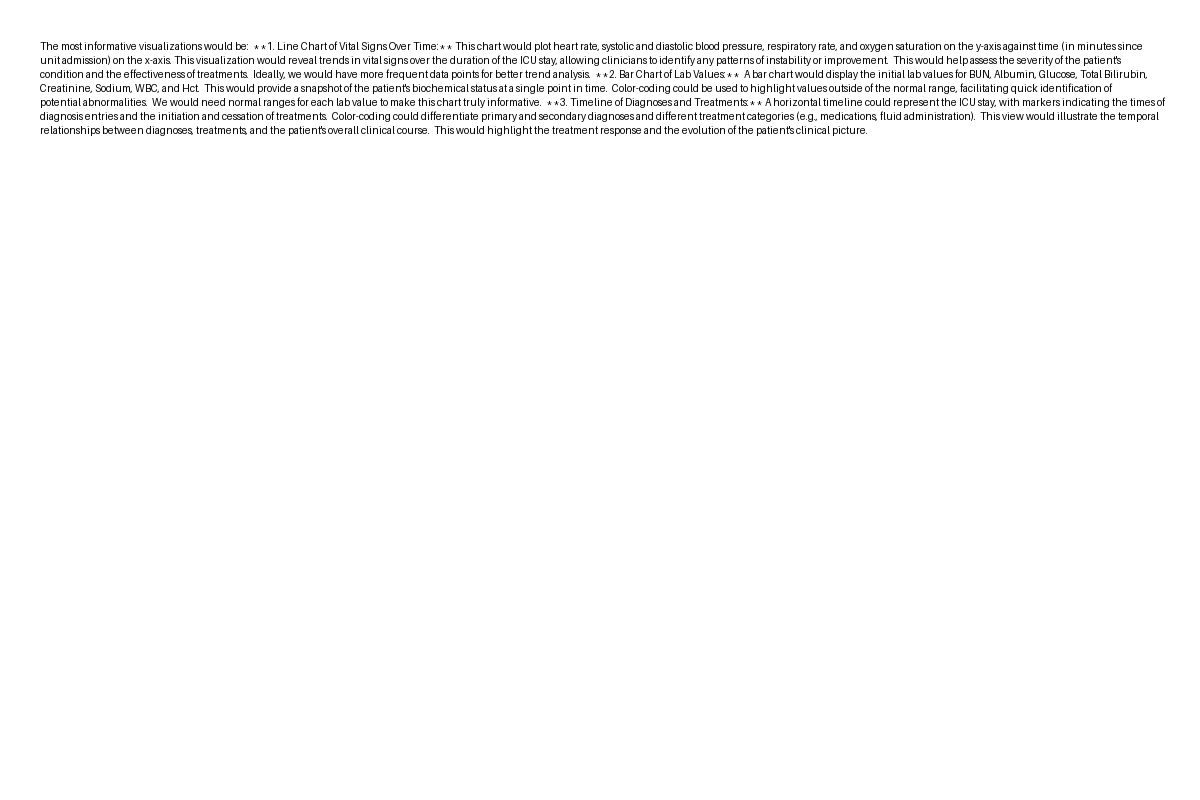 The most informative visualizations would be:  **1. Line Chart of Vital Signs Over Time:** This chart would plot heart rate, systolic and diastolic blood pressure, respiratory rate, and oxygen saturation on the y-axis against time (in minutes since
unit admission) on the x-axis. This visualization would reveal trends in vital signs over the duration of the ICU stay, allowing clinicians to identify any patterns of instability or improvement.  This would help assess the severity of the patient's
condition and the effectiveness of treatments.  Ideally, we would have more frequent data points for better trend analysis.  **2. Bar Chart of Lab Values:**  A bar chart would display the initial lab values for BUN, Albumin, Glucose, Total Bilirubin,
Creatinine, Sodium, WBC, and Hct.  This would provide a snapshot of the patient's biochemical status at a single point in time.  Color-coding could be used to highlight values outside of the normal range, facilitating quick identification of
potential abnormalities.  We would need normal ranges for each lab value to make this chart truly informative.  **3. Timeline of Diagnoses and Treatments:** A horizontal timeline could represent the ICU stay, with markers indicating the times of
diagnosis entries and the initiation and cessation of treatments.  Color-coding could differentiate primary and secondary diagnoses and different treatment categories (e.g., medications, fluid administration).  This view would illustrate the temporal
relationships between diagnoses, treatments, and the patient's overall clinical course.  This would highlight the treatment response and the evolution of the patient's clinical picture.